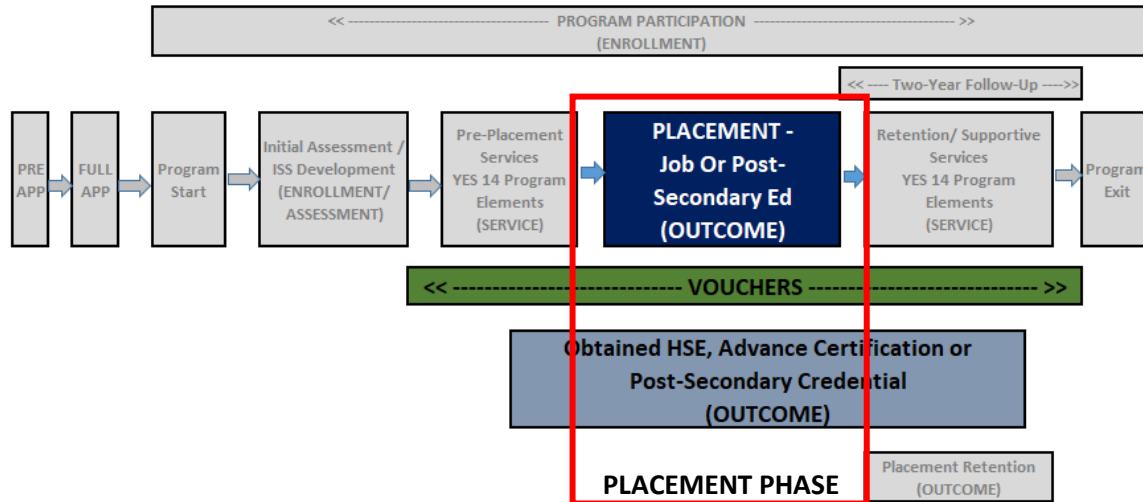 << ------------------------------------ PROGRAM PARTICIPATION ------------------------------------ >>
(ENROLLMENT)
<< ---- Two-Year Follow-Up ---->>
PRE
APP
FULL
APP
Program
Start
Initial Assessment /
ISS Development
(ENROLLMENT/
ASSESSMENT)
Pre-Placement
Services
YES 14 Program
Elements
(SERVICE)
PLACEMENT -
Job Or Post-
Secondary Ed
(OUTCOME)
Retention/ Supportive
Services
YES 14 Program
Elements
(SERVICE)
Program
Exit
<< ------------------------------ VOUCHERS ------------------------------ >>
Obtained HSE, Advance Certification or
Post-Secondary Credential
(OUTCOME)
PLACEMENT PHASE
Placement Retention
(OUTCOME)